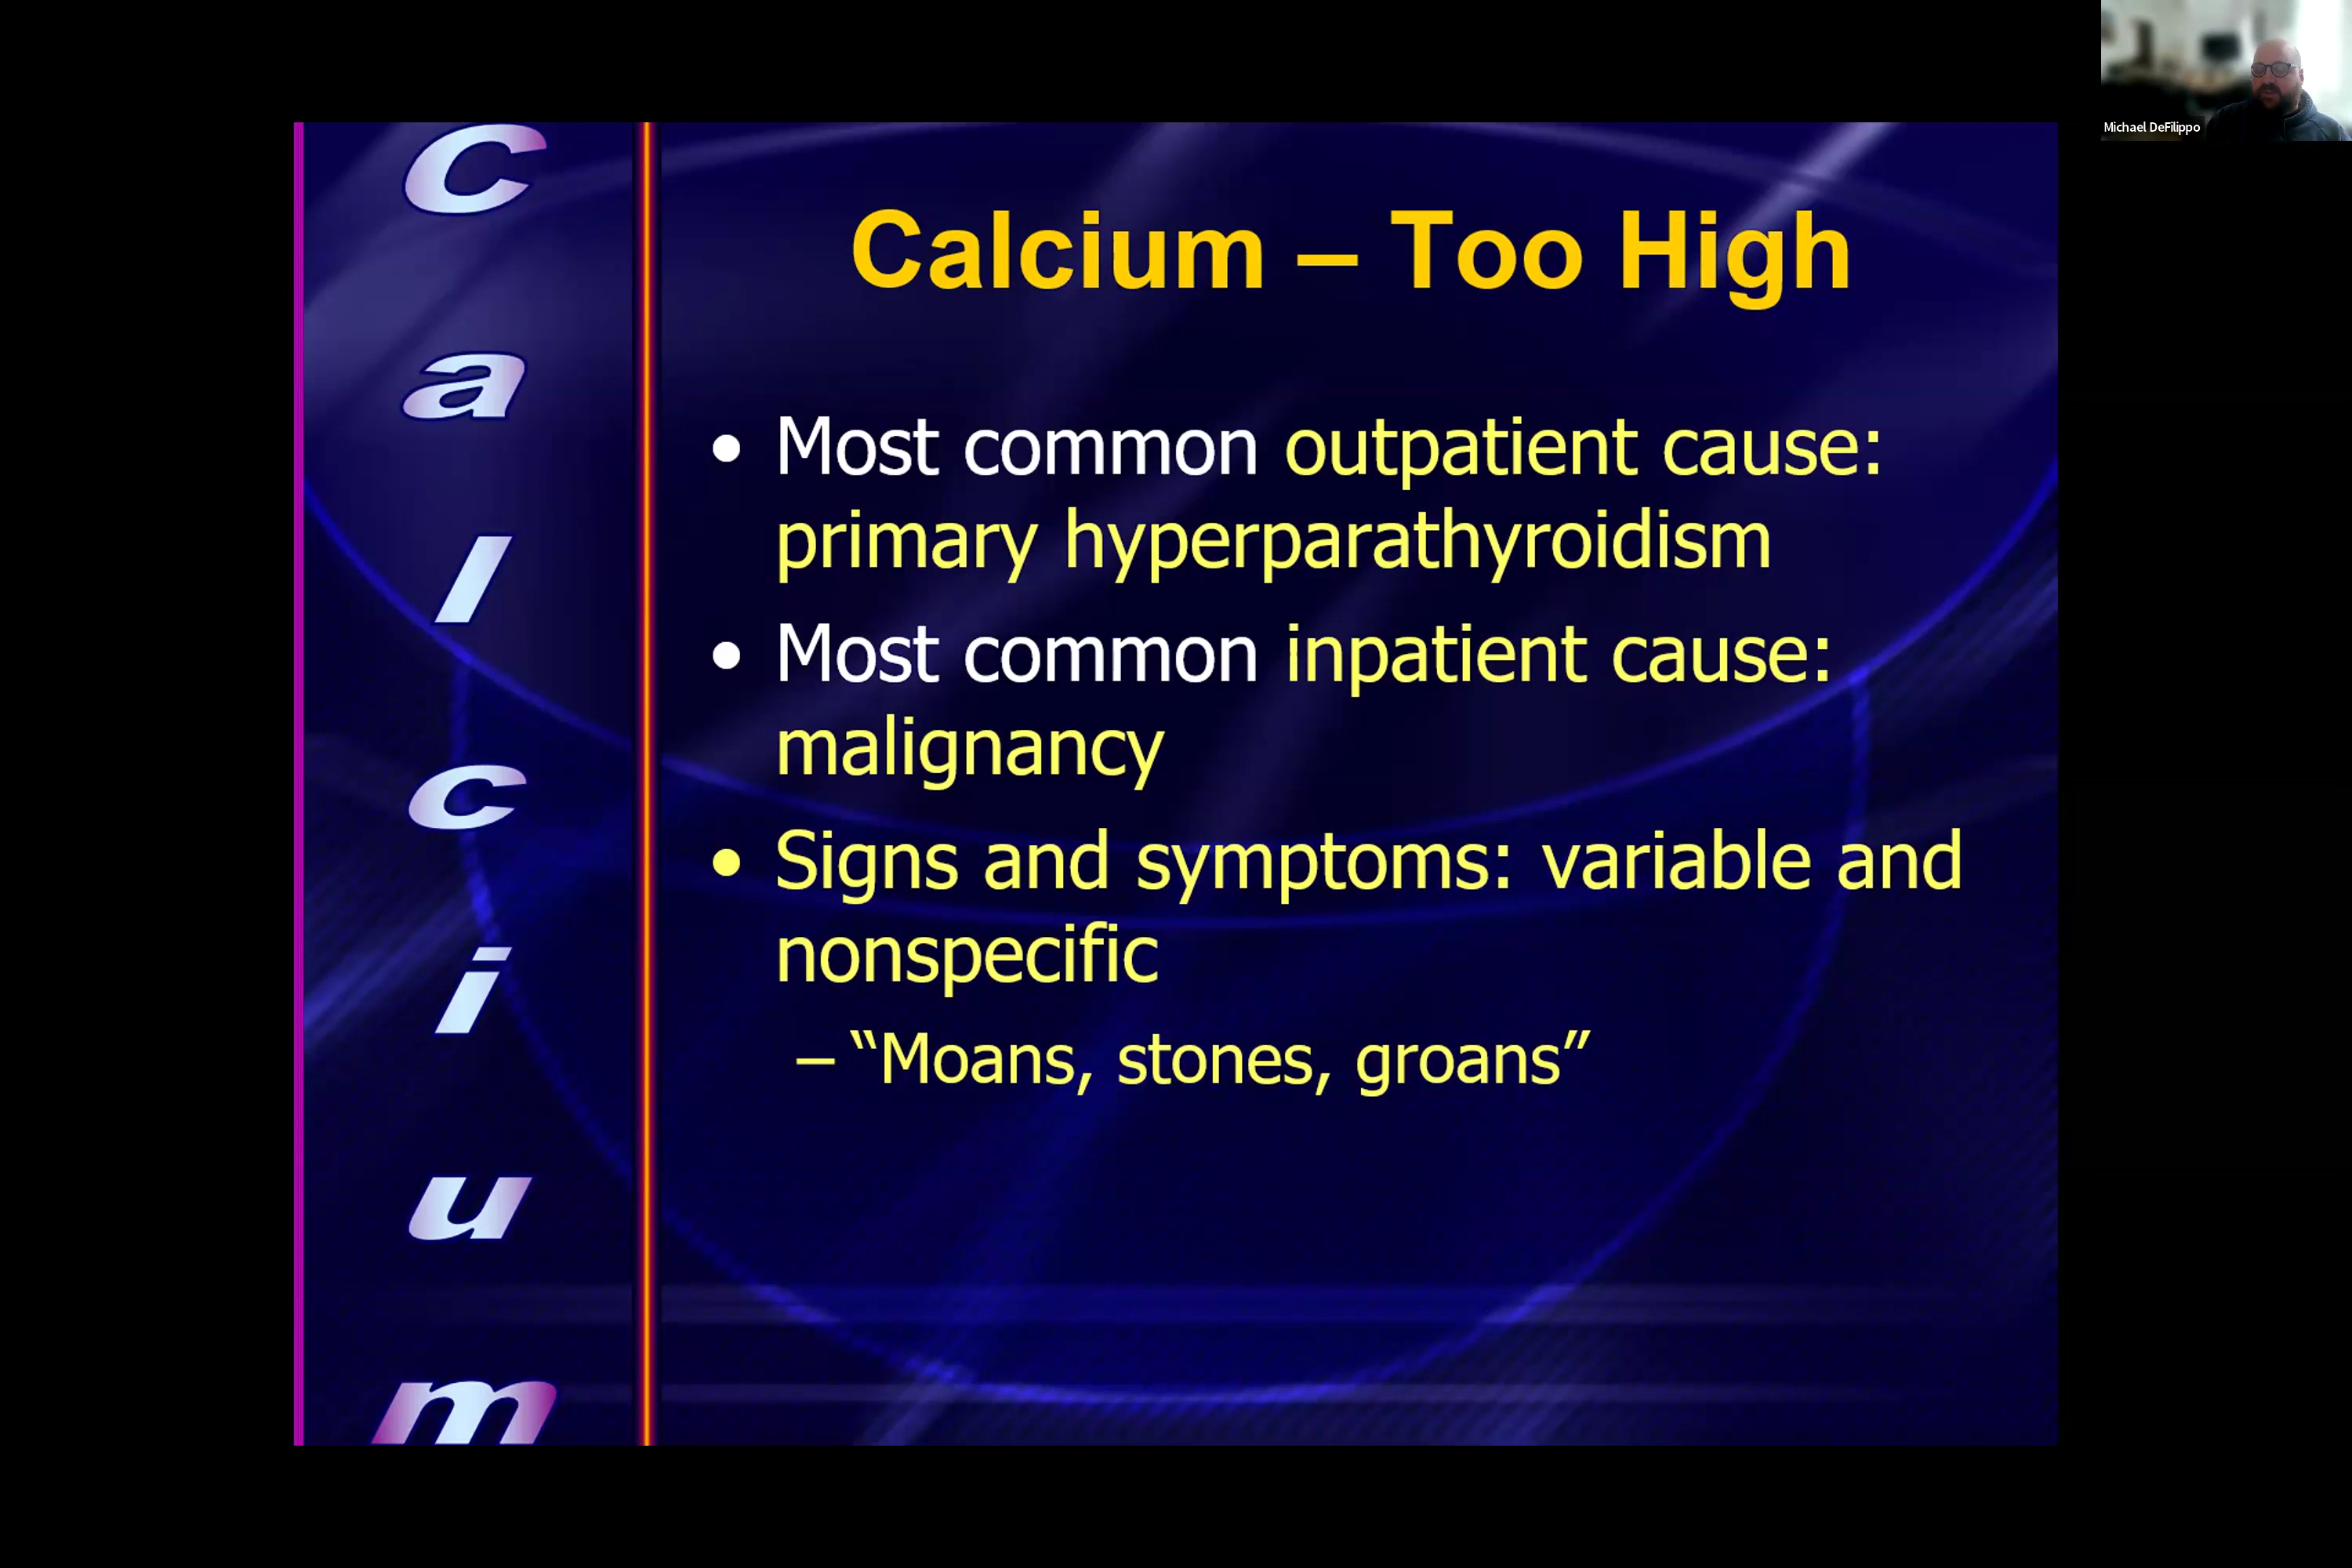 Calcium
Calcium – Too High
• Most common outpatient cause:
primary hyperparathyroidism
• Most common inpatient cause:
malignancy
• Signs and symptoms: variable and
nonspecific
– “Moans, stones, groans”
Michael DeFilippo